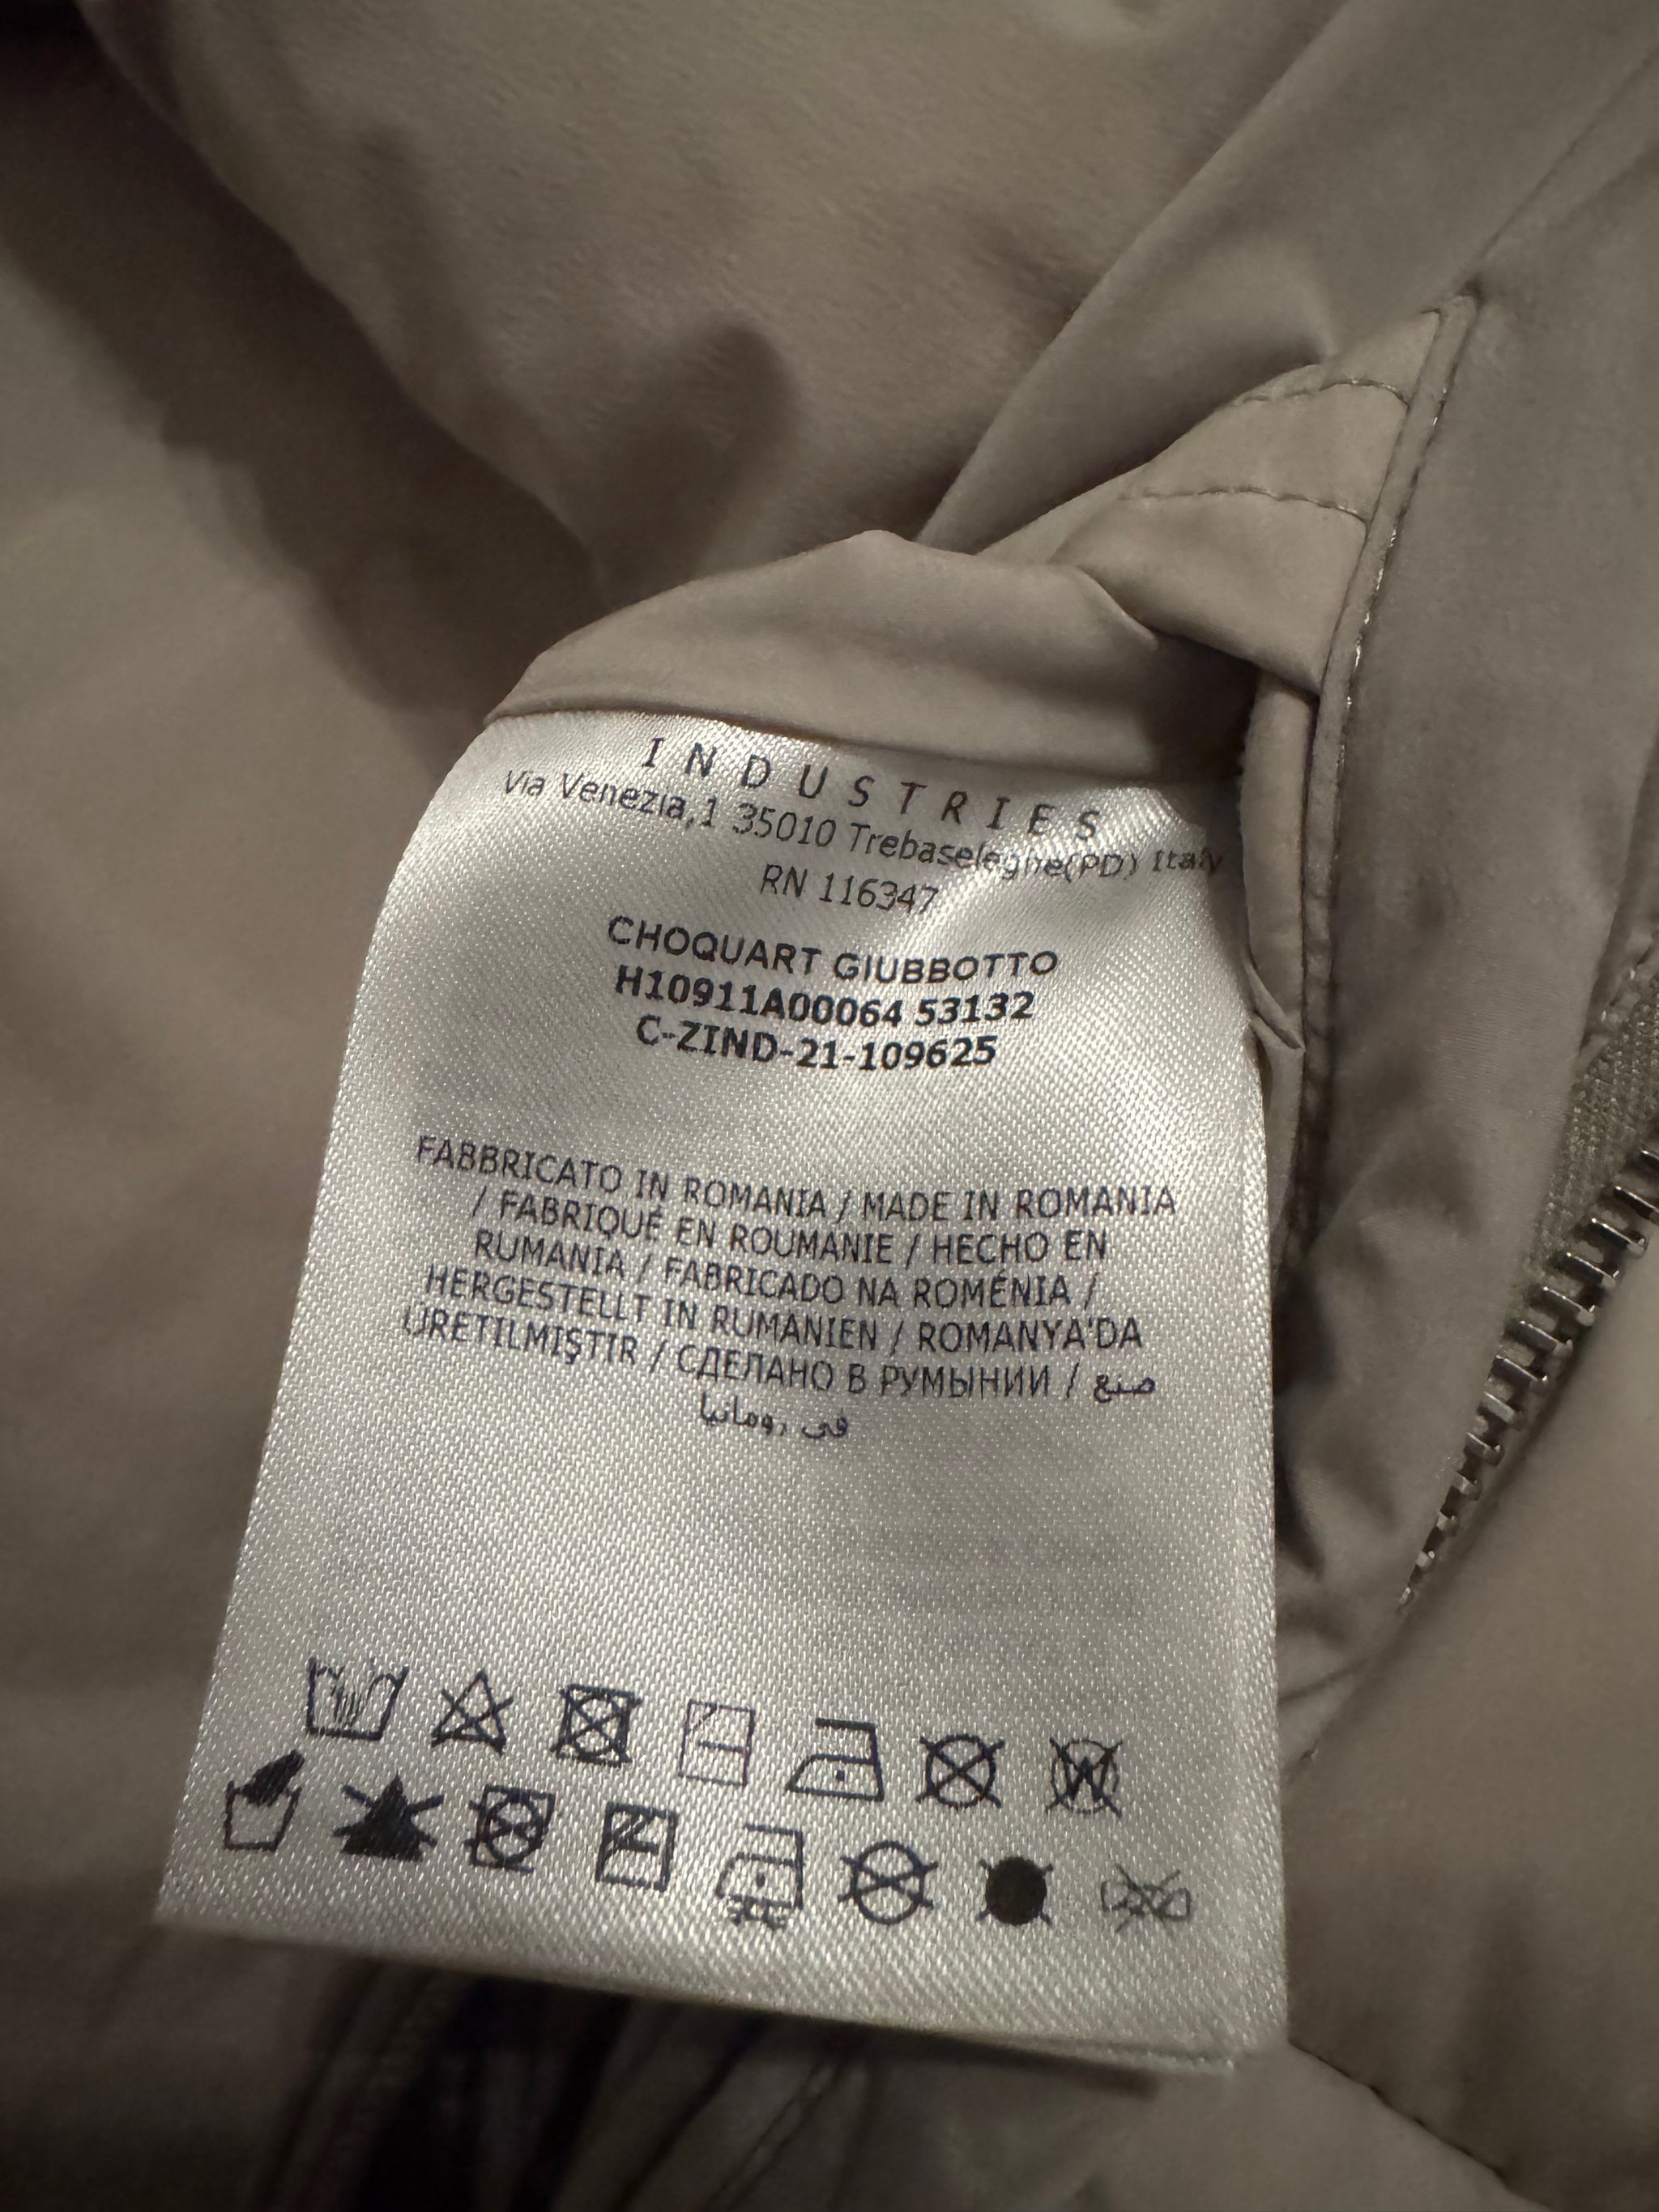 INDUSTRIES
Via Venezia,1 35010 Trebaseleghe(PD) Italy
RN 116347
CHOQUART GIUBBOTTO
H10911A00064 53132
C-ZIND-21-109625
FABBRICATO IN ROMANIA / MADE IN ROMANIA
/ FABRIQUÉ EN ROUMANIE / HECHO EN
RUMANIA / FABRICADO NA ROMÉNIA /
HERGESTELLT IN RUMANIEN / ROMANYA'DA
ÜRETILMIŞTIR / СДЕЛАНО В РУМЫНИИ / صنع
في رومانيا
W